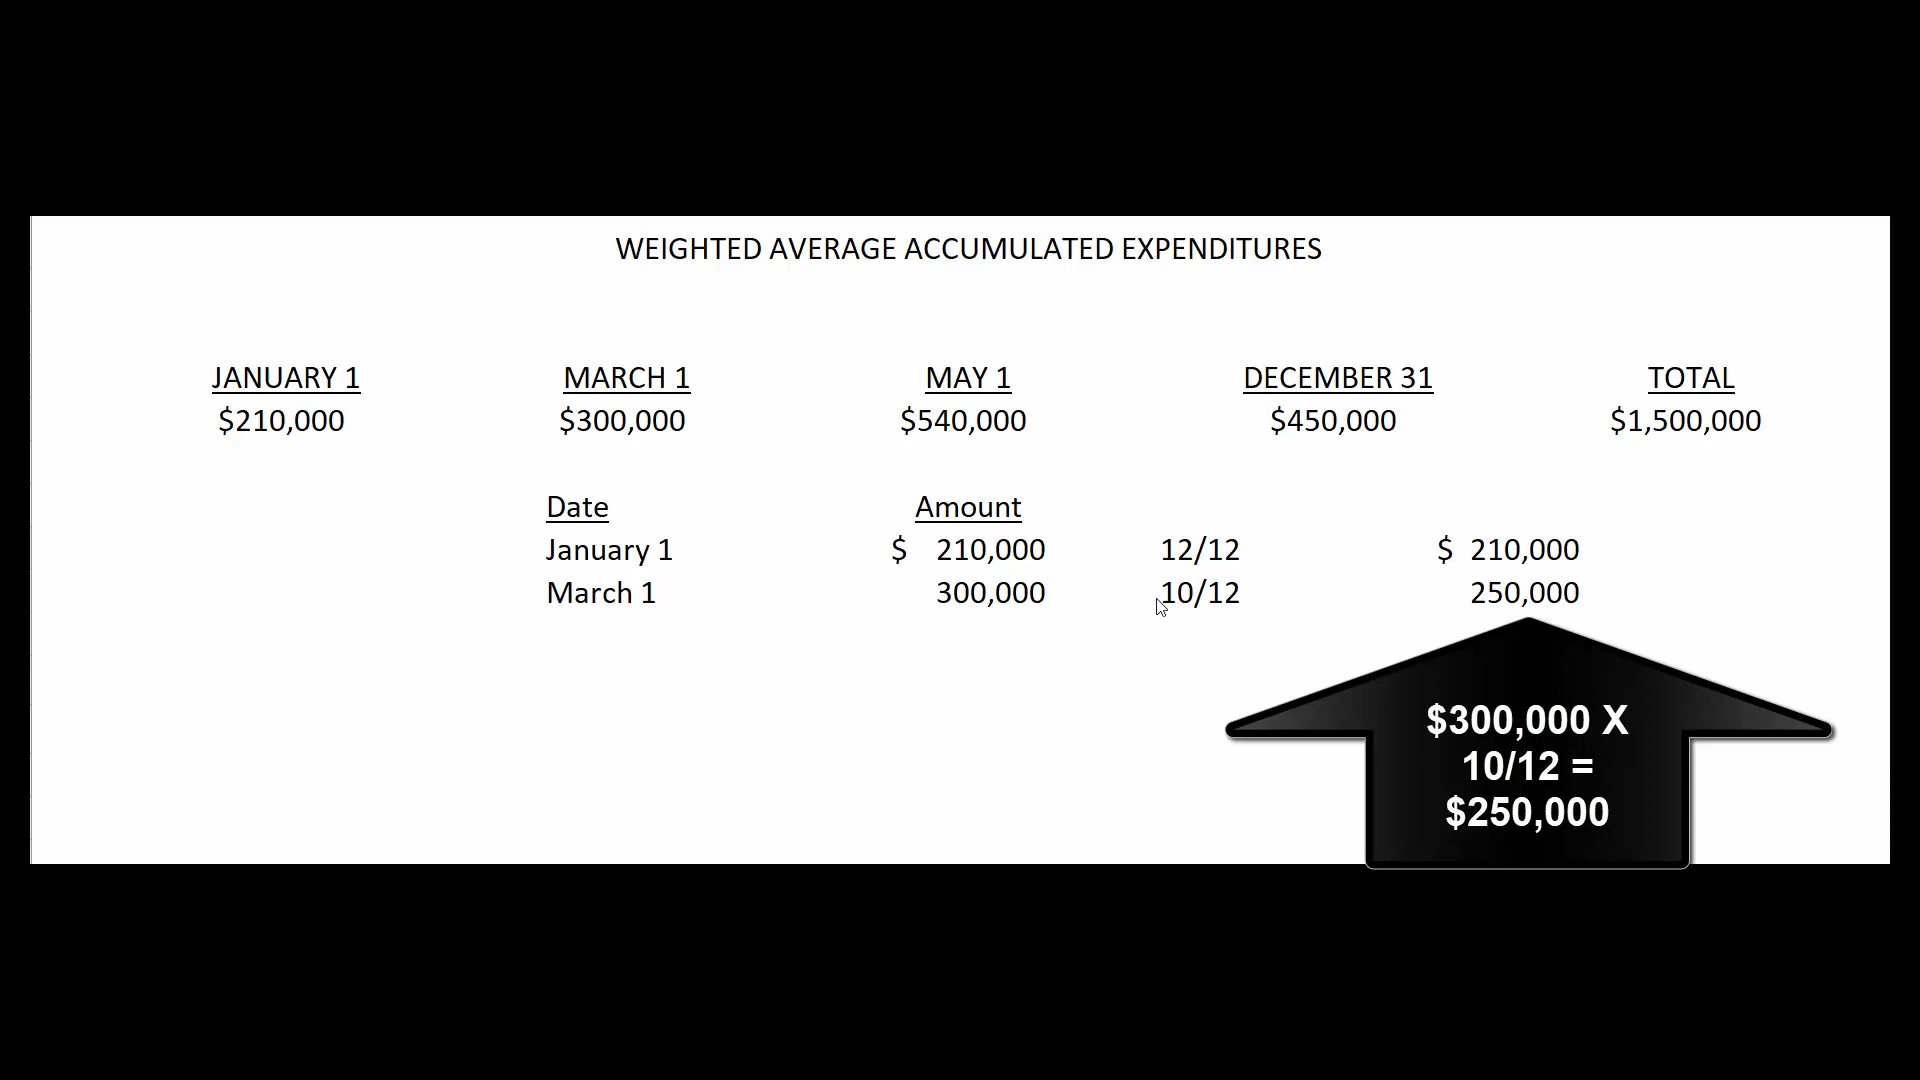 WEIGHTED AVERAGE ACCUMULATED EXPENDITURES
JANUARY 1 MARCH 1 MAY 1 DECEMBER 31 TOTAL
$210,000 $300,000 $540,000 $450,000 $1,500,000
Date Amount
January 1 $ 210,000 12/12 $ 210,000
March 1 300,000 10/12 250,000
$300,000 X
10/12 =
$250,000